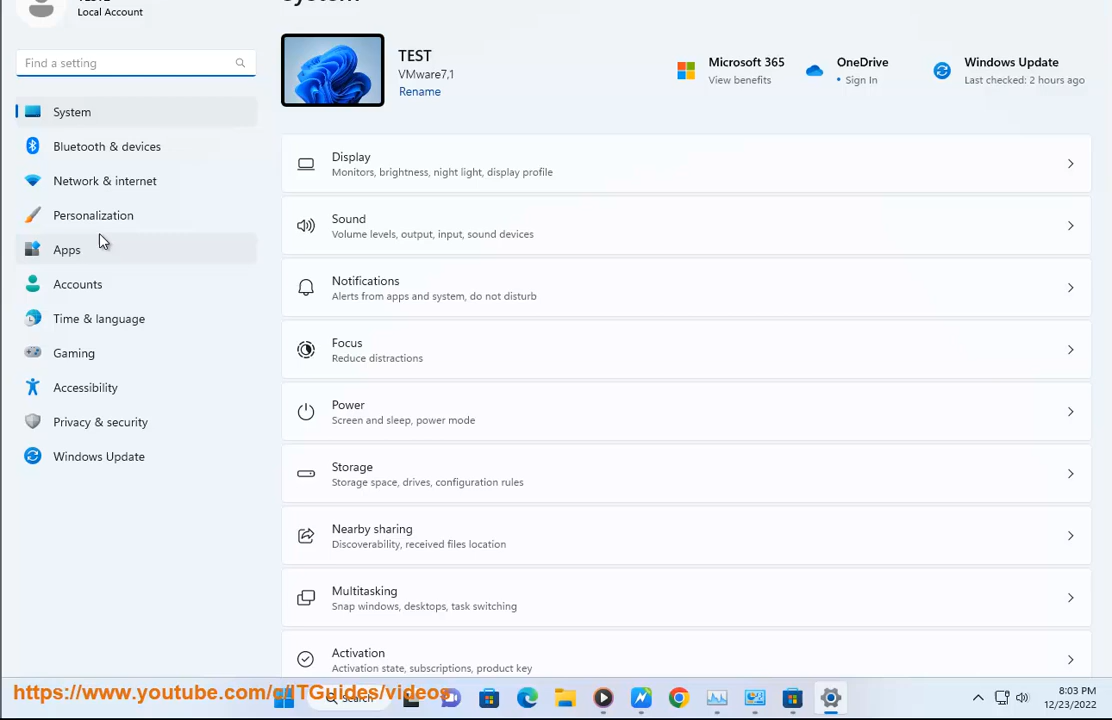 Local Account
System
Find a setting
TEST
VMware7,1
Rename
Microsoft 365
View benefits
OneDrive
• Sign In
Windows Update
Last checked: 2 hours ago
System
Bluetooth & devices
Network & internet
Personalization
Apps
Accounts
Time & language
Gaming
Accessibility
Privacy & security
Windows Update
Display
Monitors, brightness, night light, display profile
Sound
Volume levels, output, input, sound devices
Notifications
Alerts from apps and system, do not disturb
Focus
Reduce distractions
Power
Screen and sleep, power mode
Storage
Storage space, drives, configuration rules
Nearby sharing
Discoverability, received files location
Multitasking
Snap windows, desktops, task switching
Activation
Activation state, subscriptions, product key
https://www.youtube.com/c/ITGuides/videos
Search
8:03 PM
12/23/2022